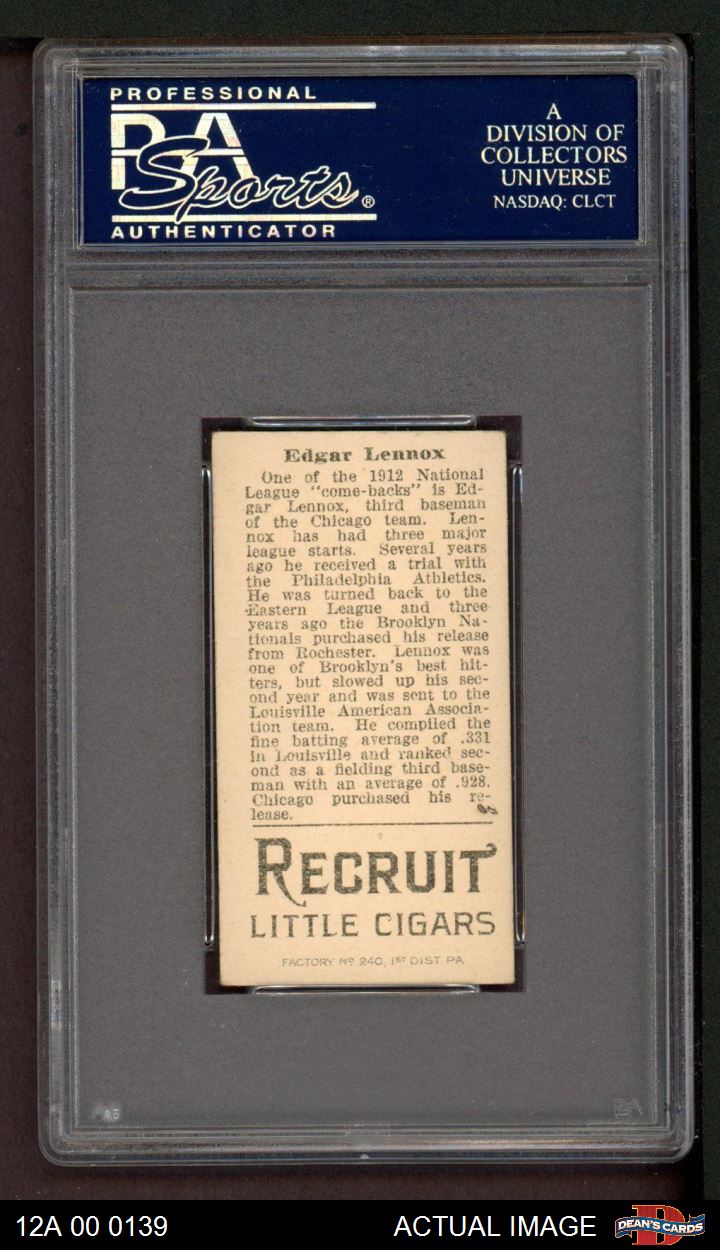 PROFESSIONAL
PSA
Sports®
AUTHENTICATOR
A
DIVISION OF
COLLECTORS
UNIVERSE
NASDAQ: CLCT
Edgar Lennox
One of the 1912 National
League "come-backs" is Ed-
gar Lennox, third baseman
of the Chicago team. Len-
nox has had three major
league starts. Several years
ago he received a trial with
the Philadelphia Athletics.
He was turned back to the
Eastern League and three
years ago the Brooklyn Na-
tionals purchased his release
from Rochester. Lennox was
one of Brooklyn's best hit-
ters, but slowed up his sec-
ond year and was sent to the
Louisville American Associa-
tion team. He compiled the
fine batting average of .331
in Louisville and ranked sec-
ond as a fielding third base-
man with an average of .928.
Chicago purchased his re-
lease.
RECRUIT
LITTLE CIGARS
FACTORY Nº 240, 1ST DIST. PA.
PSA
12A 00 0139
ACTUAL IMAGE
D
DEAN'S CARDS